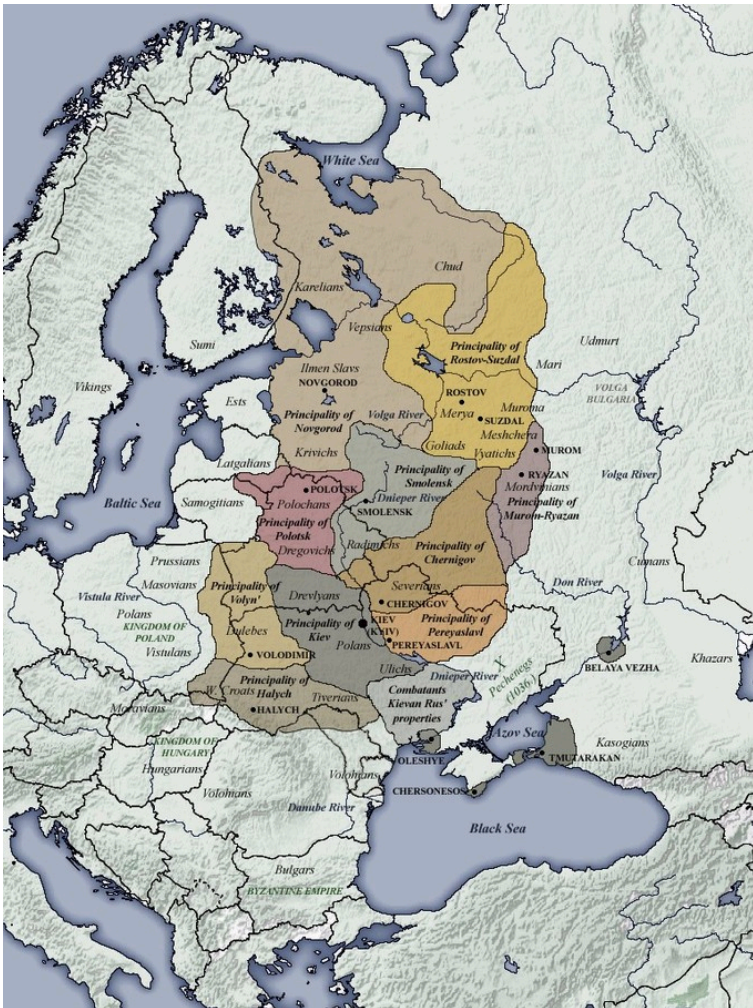 White Sea
Chud
Karelians
Vepsians
Sumi
Principality of
Rostov-Suzdal
Udmurt
Mari
Ilmen Slavs
NOVGOROD
Vikings
Ests
Principality of
Novgorod
Volga River
ROSTOV
Merya
SUZDAL
Muroma
Meshchera
VOLGA
BULGARIA
Krivichs
Goliads
Vyatichs
MUROM
Latgalians
Principality of
Smolensk
RYAZAN
Mordvinians
Volga River
Baltic Sea
Samogitians
POLOTSK
Polochans
Dnieper River
SMOLENSK
Principality of
Murom-Ryazan
Principality of
Polotsk
Dregovichs
Radimichs
Principality of
Chernigov
Prussians
Masovians
Vistula River
Polans
KINGDOM OF
POLAND
Vistulans
Principality of
Volyn'
Drevlyans
Severians
CHERNIGOV
Don River
Cumans
Dulebes
Principality of
Kiev
KIEV
(KYIV)
Polans
Principality of
Pereyaslavl
PEREYASLAVL
VOLODIMIR
Ulichs
Dnieper River
X
Pechenegs
(1036.)
BELAYA VEZHA
Khazars
W. Croats
Principality of
Halych
Tiverians
HALYCH
Combatants
Kievan Rus'
properties
Moravians
KINGDOM OF
HUNGARY
Hungarians
Azov Sea
Kasogians
OLESHYE
TMUTARAKAN
Volohians
Volohians
CHERSONESOS
Danube River
Black Sea
Bulgars
BYZANTINE EMPIRE